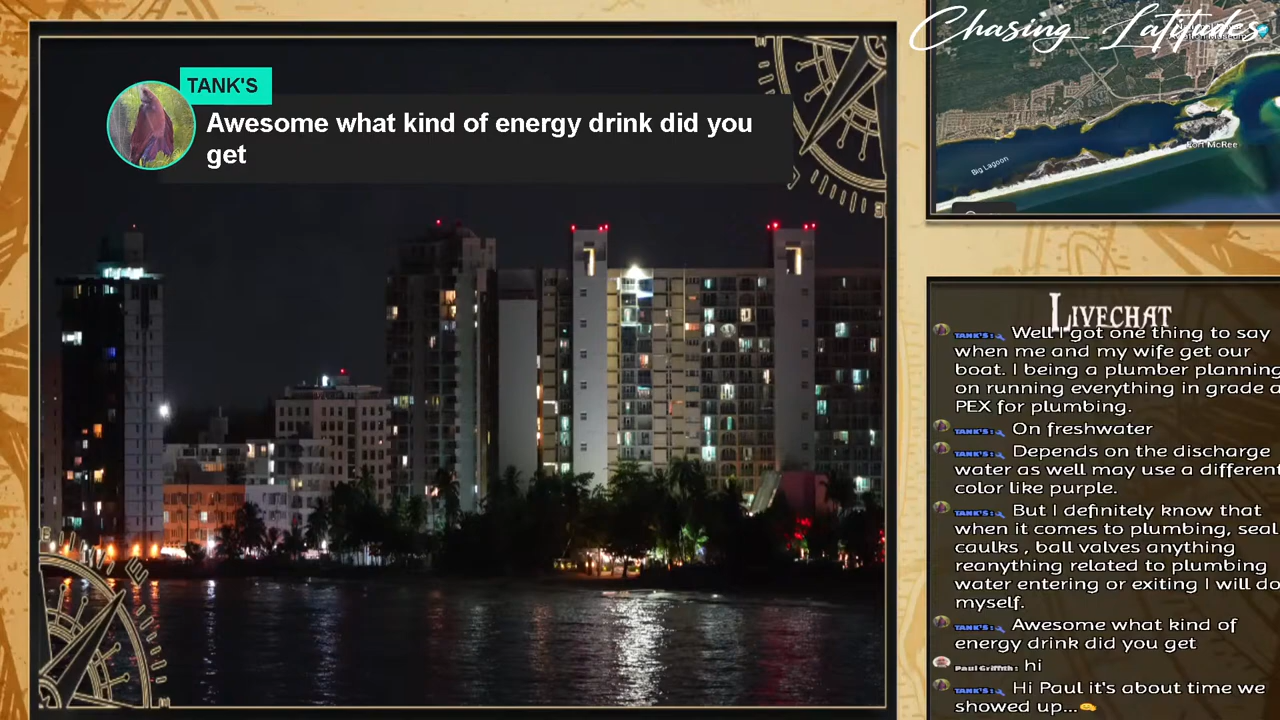 Chasing Latitudes
TANK'S
Awesome what kind of energy drink did you
get
Big Lagoon
Fort McRee
LIVECHAT
TANK'S: Well I got one thing to say
when me and my wife get our
boat. I being a plumber planning
on running everything in grade a
PEX for plumbing.
TANK'S: On freshwater
TANK'S: Depends on the discharge
water as well may use a different
color like purple.
TANK'S: But I definitely know that
when it comes to plumbing, seal
caulks , ball valves anything
reanything related to plumbing
water entering or exiting I will do
myself.
TANK'S: Awesome what kind of
energy drink did you get
Paul Griffith: hi
TANK'S: Hi Paul it's about time we
showed up...